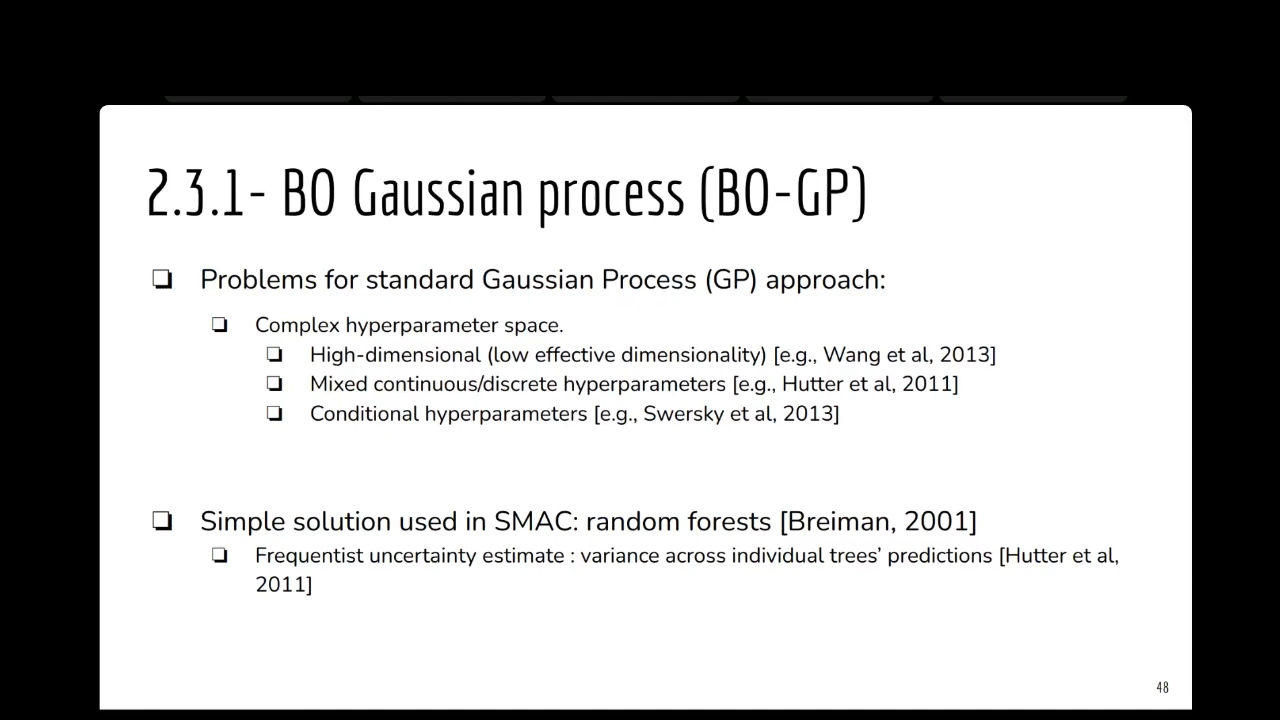 2.3.1- BO Gaussian process (BO-GP)
❏ Problems for standard Gaussian Process (GP) approach:
❏ Complex hyperparameter space.
❏ High-dimensional (low effective dimensionality) [e.g., Wang et al, 2013]
❏ Mixed continuous/discrete hyperparameters [e.g., Hutter et al, 2011]
❏ Conditional hyperparameters [e.g., Swersky et al, 2013]
❏ Simple solution used in SMAC: random forests [Breiman, 2001]
❏ Frequentist uncertainty estimate : variance across individual trees’ predictions [Hutter et al,
2011]
48